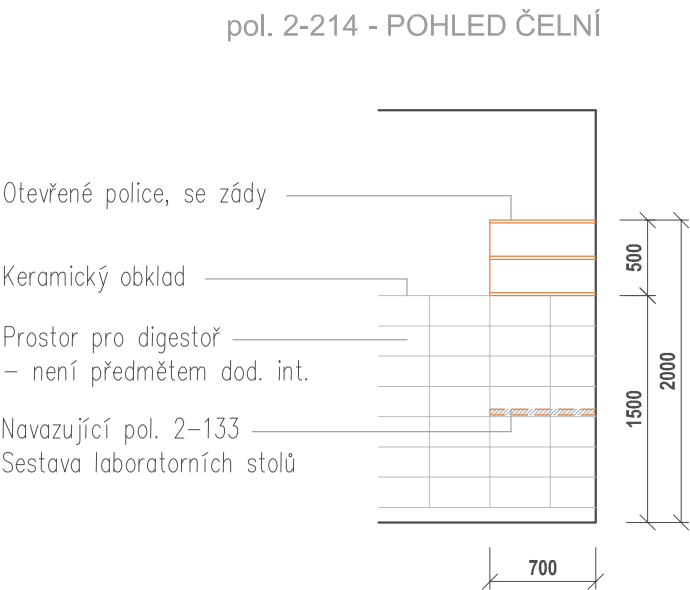 pol. 2-214 - POHLED ČELNÍ
Otevřené police, se zády
Keramický obklad
Prostor pro digestoř
– není předmětem dod. int.
Navazující pol. 2–133
Sestava laboratorních stolů
500
1500
2000
700